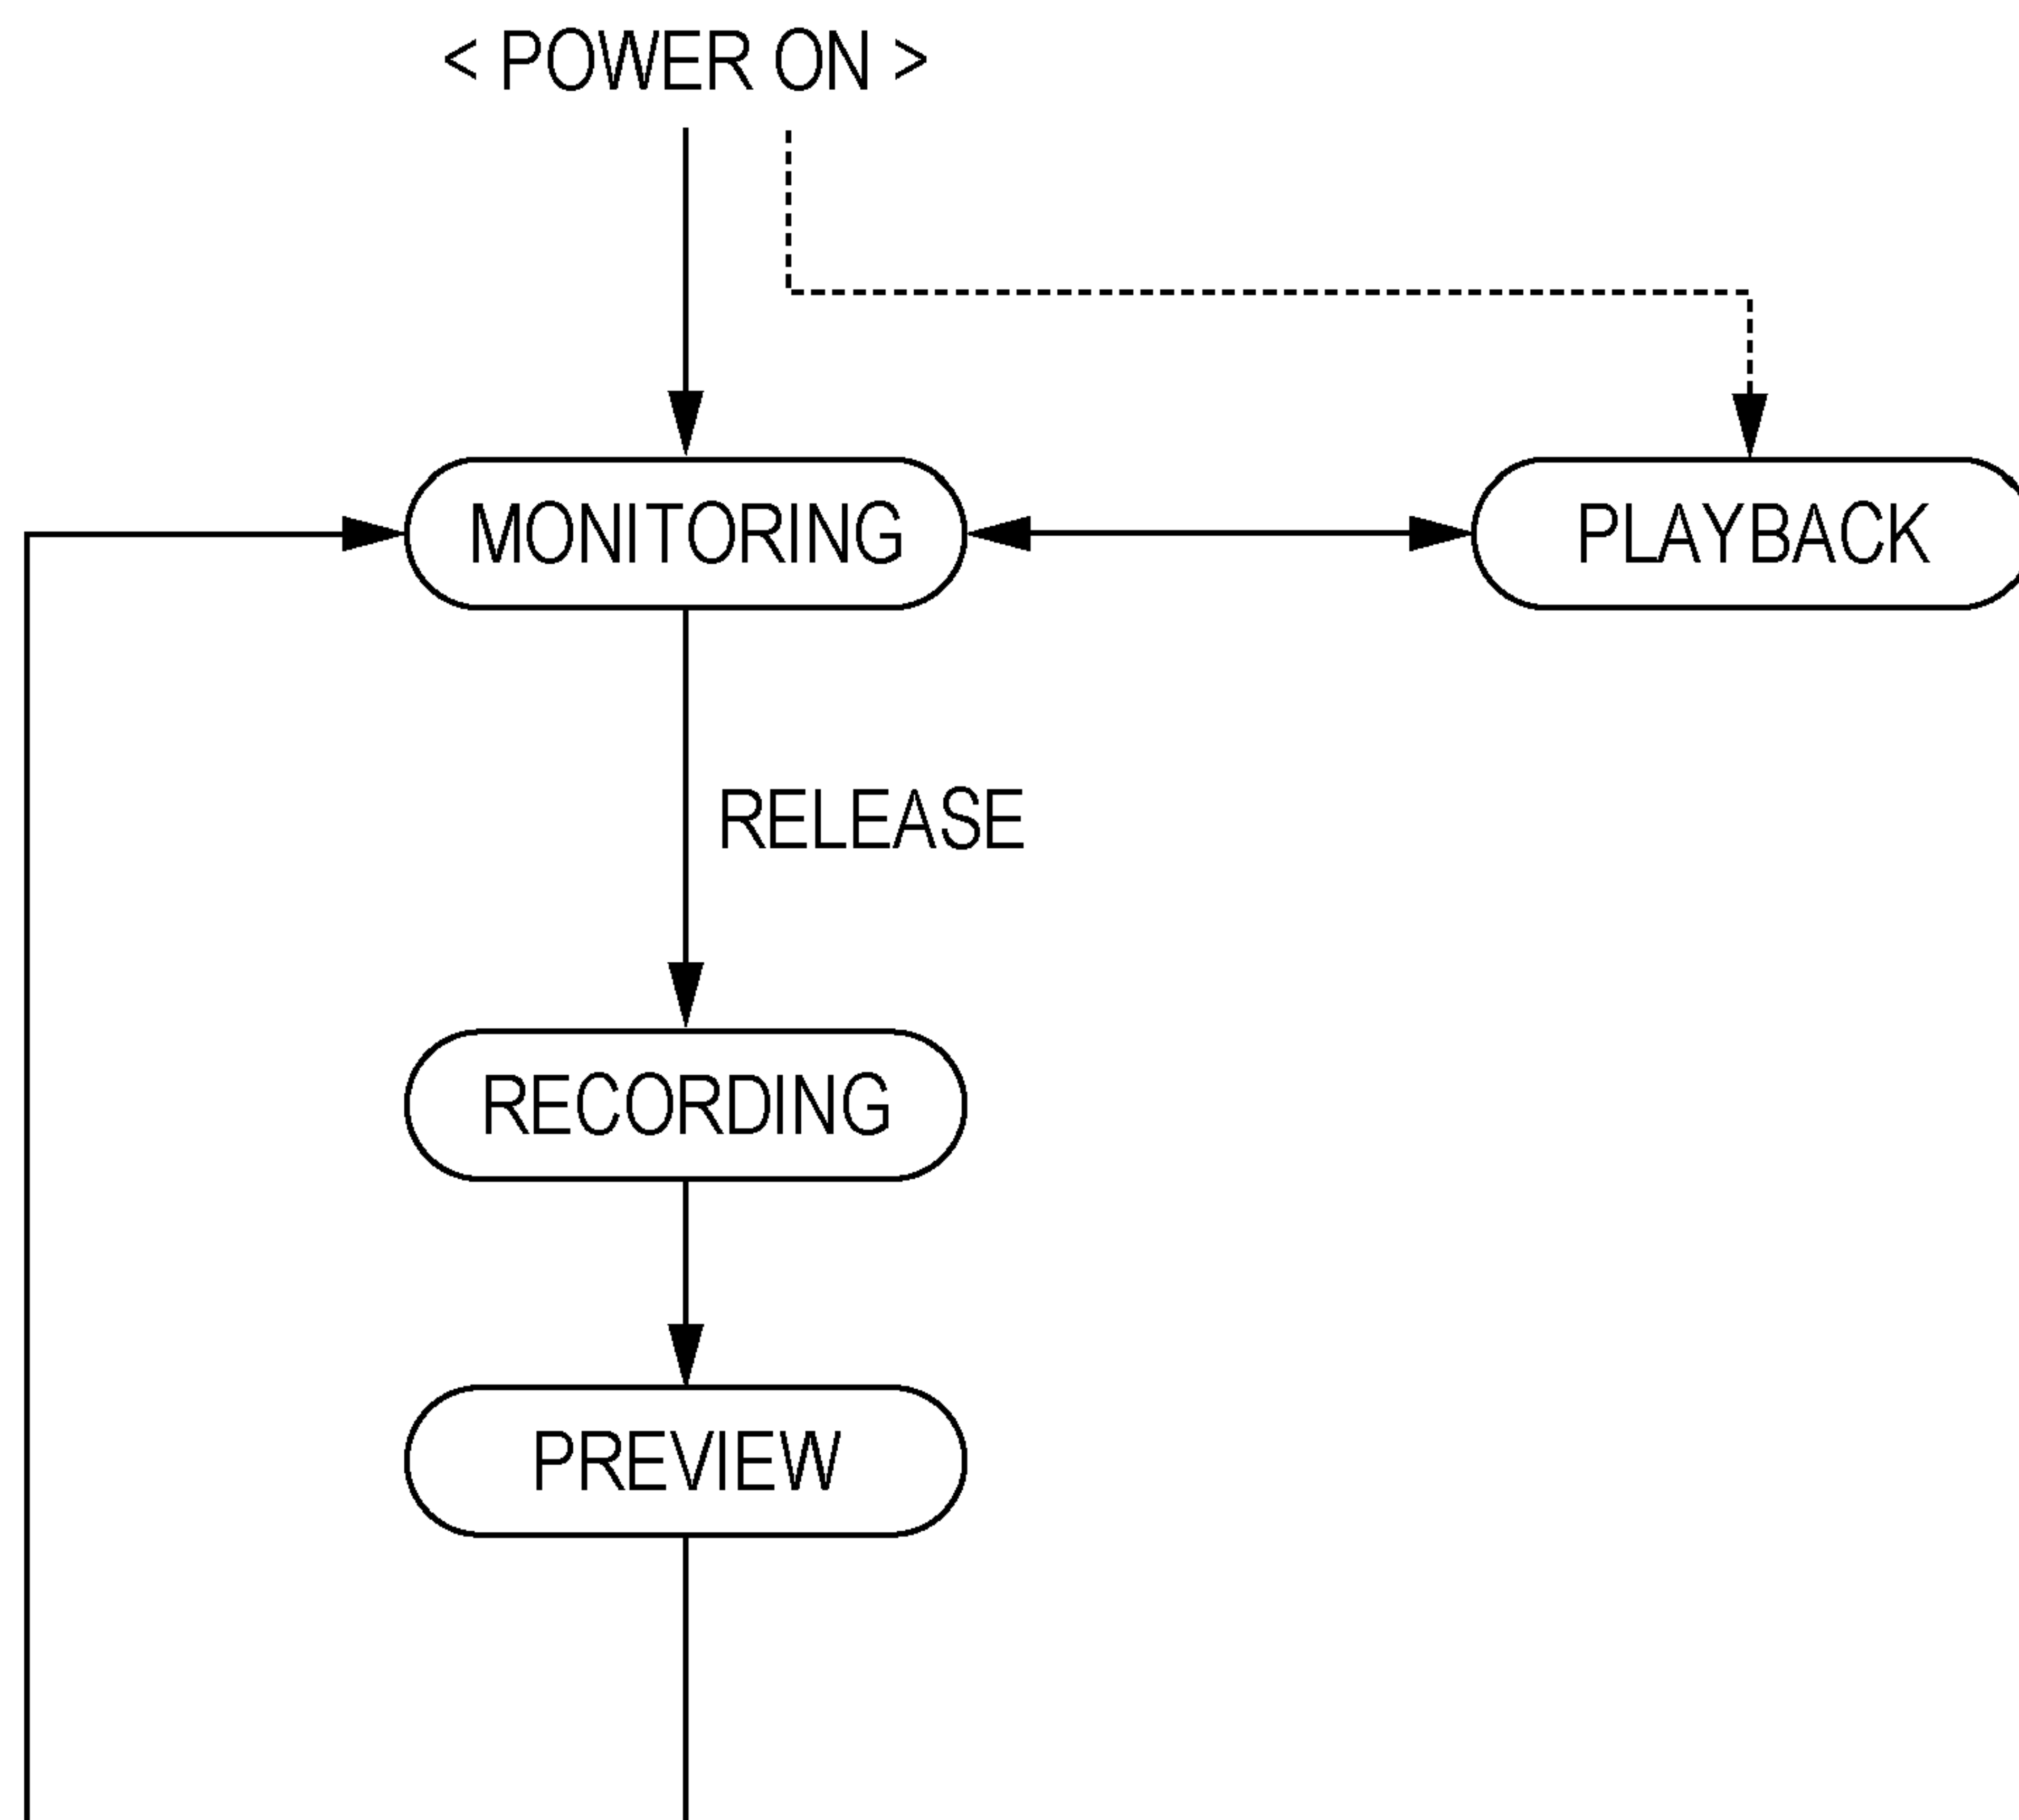 < POWER ON >
MONITORING
PLAYBACK
RELEASE
RECORDING
PREVIEW